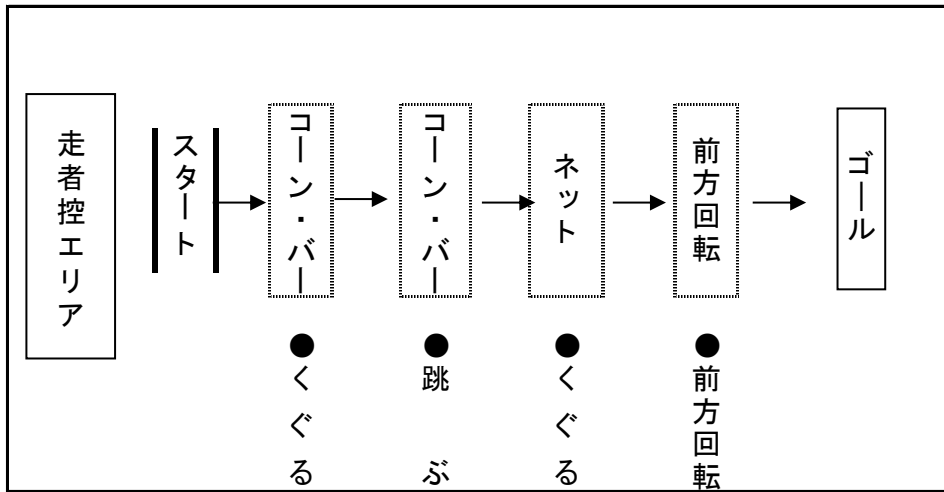 走者控エリア
スタート
コーン・バー
コーン・バー
ネット
前方回転
ゴール
●くぐる
●跳ぶ
●くぐる
●前方回転